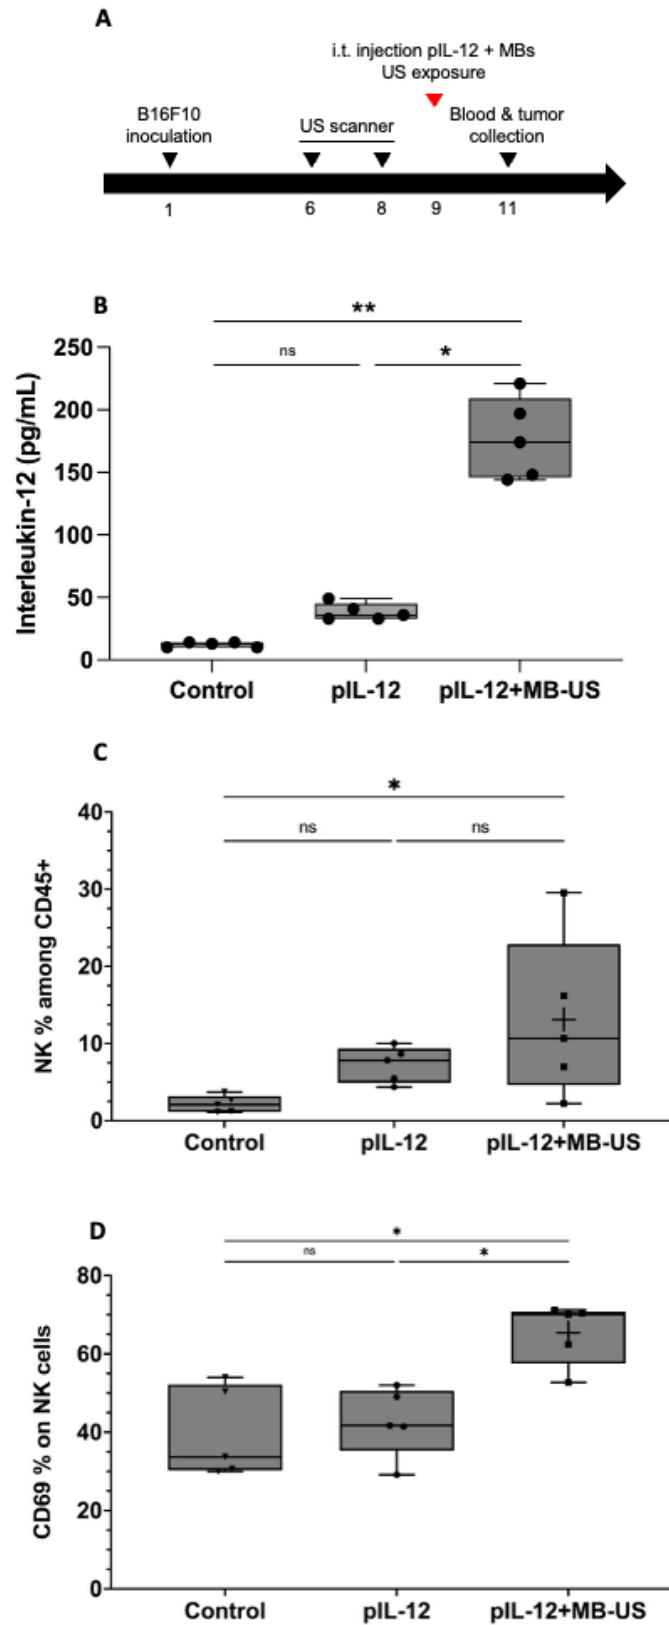 A
i.t. injection pIL-12 + MBs
US exposure
B16F10
inoculation
US scanner
Blood & tumor
collection
1
6
8
9
11
B
**
ns
*
250
200
150
100
50
0
Interleukin-12 (pg/mL)
Control
pIL-12
pIL-12+MB-US
C
*
ns
ns
40
30
20
10
0
NK % among CD45+
Control
pIL-12
pIL-12+MB-US
D
*
ns
*
80
60
40
20
0
CD69 % on NK cells
Control
pIL-12
pIL-12+MB-US